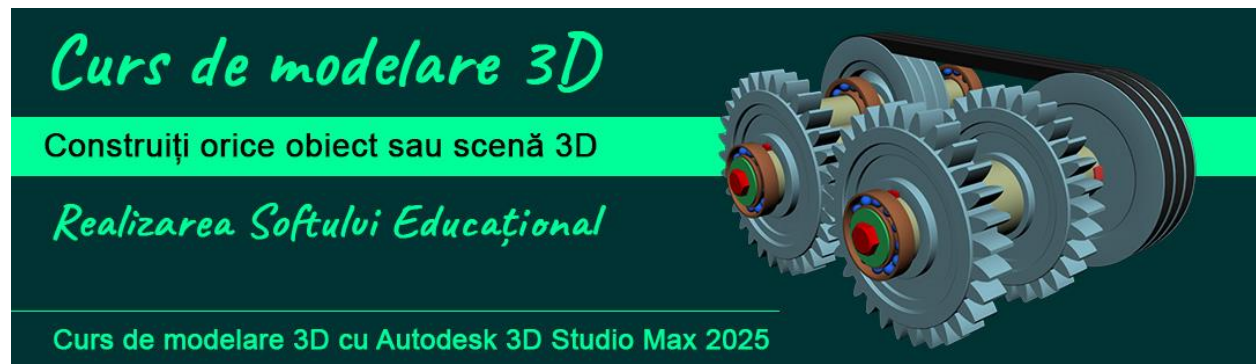 Curs de modelare 3D
Construiți orice obiect sau scenă 3D
Realizarea Softului Educațional
Curs de modelare 3D cu Autodesk 3D Studio Max 2025